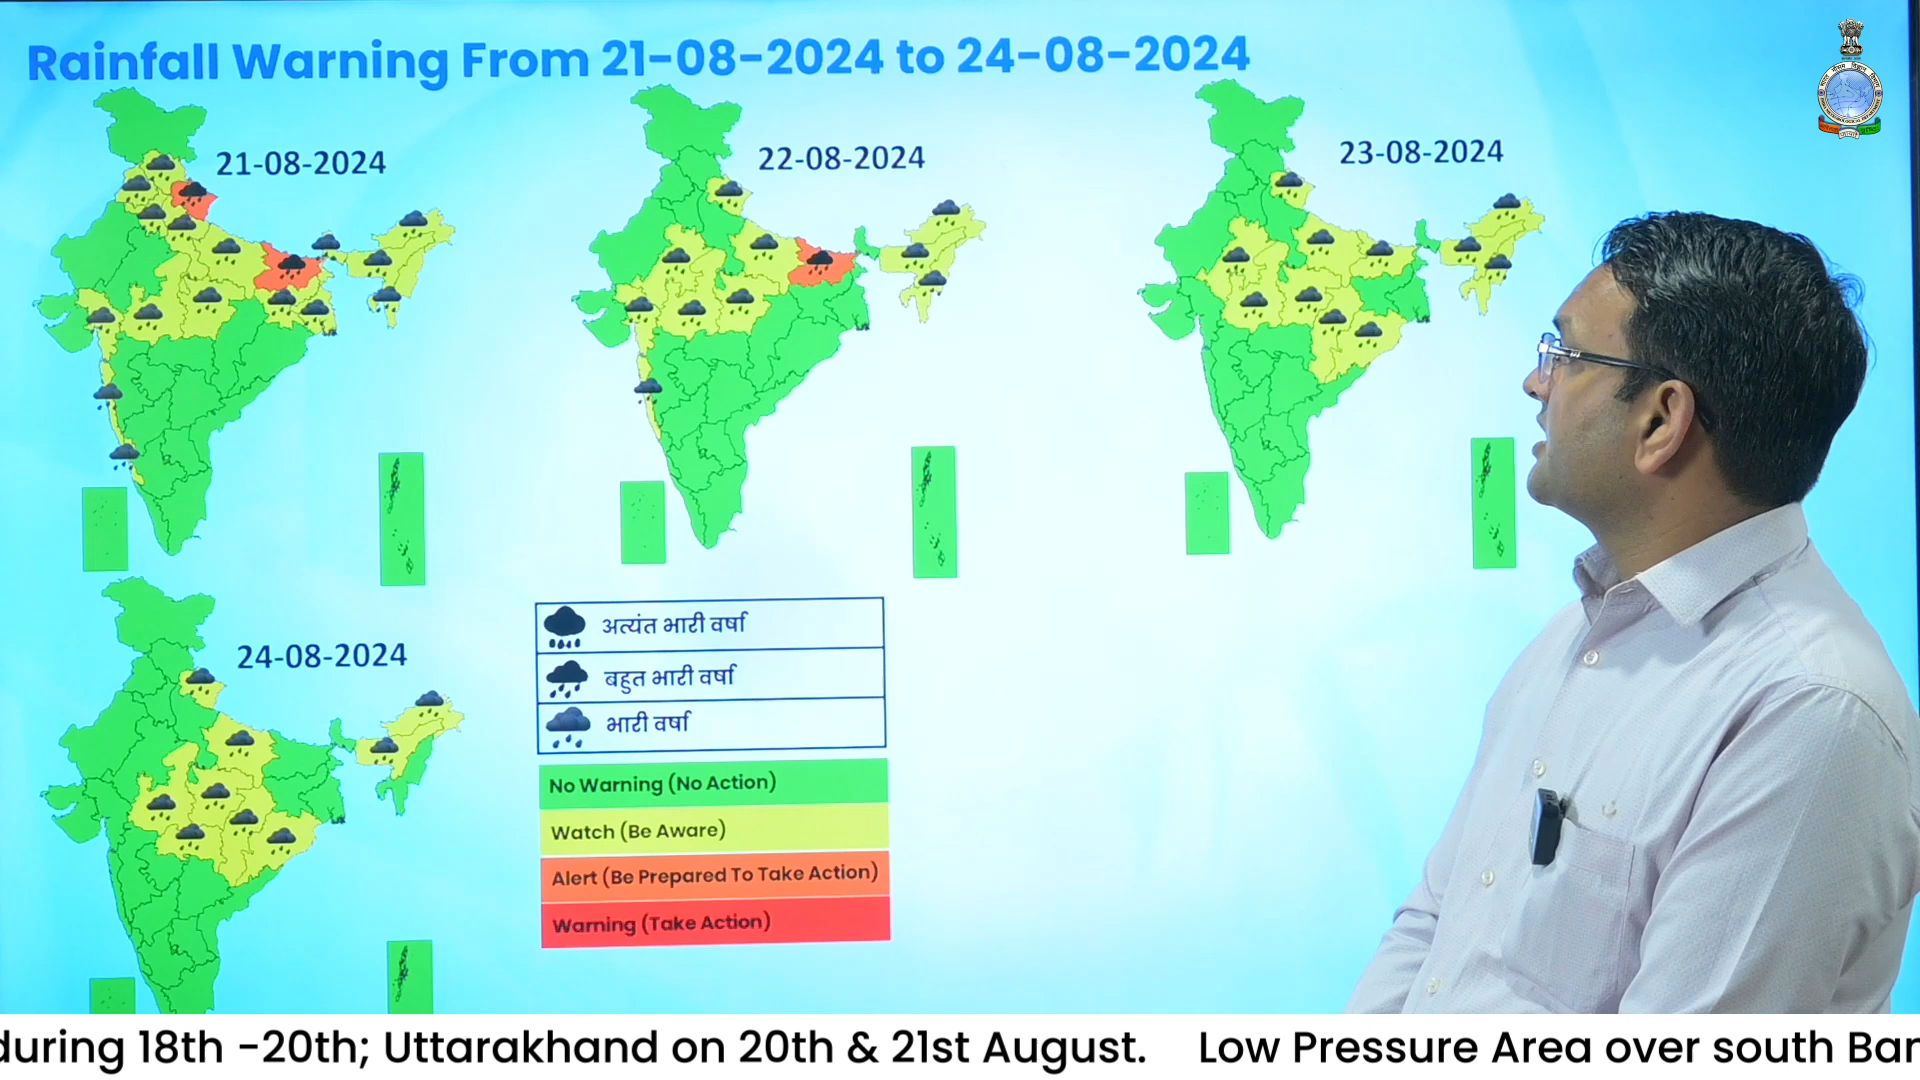 Rainfall Warning From 21-08-2024 to 24-08-2024
21-08-2024
22-08-2024
23-08-2024
24-08-2024
अत्यंत भारी वर्षा
बहुत भारी वर्षा
भारी वर्षा
No Warning (No Action)
Watch (Be Aware)
Alert (Be Prepared To Take Action)
Warning (Take Action)
during 18th -20th; Uttarakhand on 20th & 21st August. Low Pressure Area over south Ban